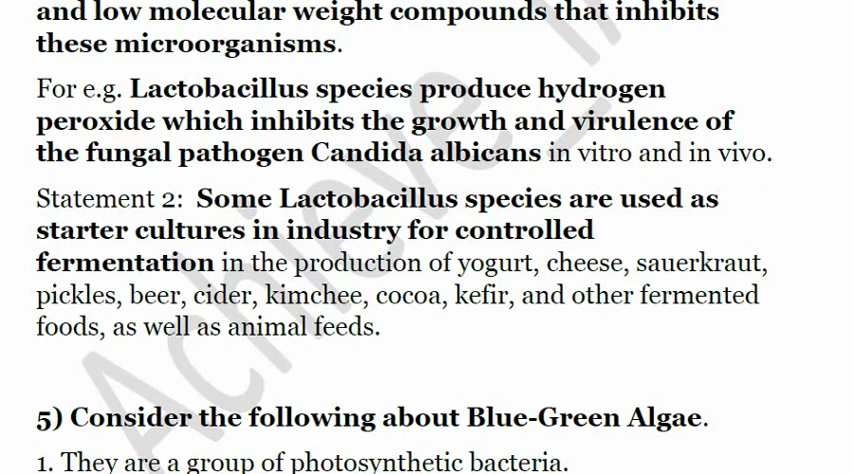 and low molecular weight compounds that inhibits
these microorganisms.
For e.g. Lactobacillus species produce hydrogen
peroxide which inhibits the growth and virulence of
the fungal pathogen Candida albicans in vitro and in vivo.
Statement 2: Some Lactobacillus species are used as
starter cultures in industry for controlled
fermentation in the production of yogurt, cheese, sauerkraut,
pickles, beer, cider, kimchee, cocoa, kefir, and other fermented
foods, as well as animal feeds.
5) Consider the following about Blue-Green Algae.
1. They are a group of photosynthetic bacteria.
Achieve_